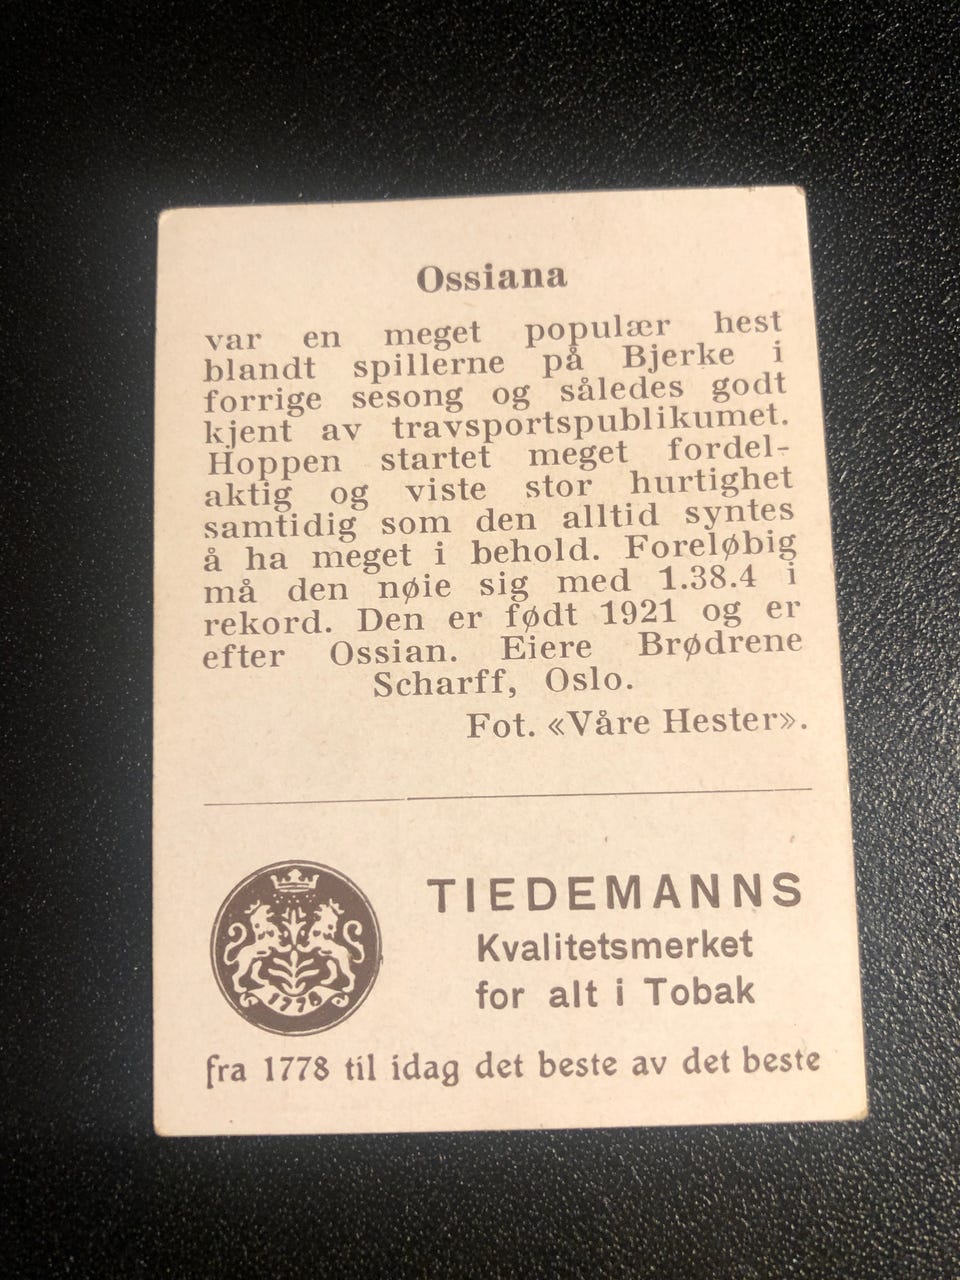 Ossiana
var en meget populær hest
blandt spillerne på Bjerke i
forrige sesong og således godt
kjent av travsportspublikumet.
Hoppen startet meget fordel-
aktig og viste stor hurtighet
samtidig som den alltid syntes
å ha meget i behold. Foreløbig
må den nøie sig med 1.38.4 i
rekord. Den er født 1921 og er
efter Ossian. Eiere Brødrene
Scharff, Oslo.
Fot. «Våre Hester».
1778
TIEDEMANNS
Kvalitetsmerket
for alt i Tobak
fra 1778 til idag det beste av det beste